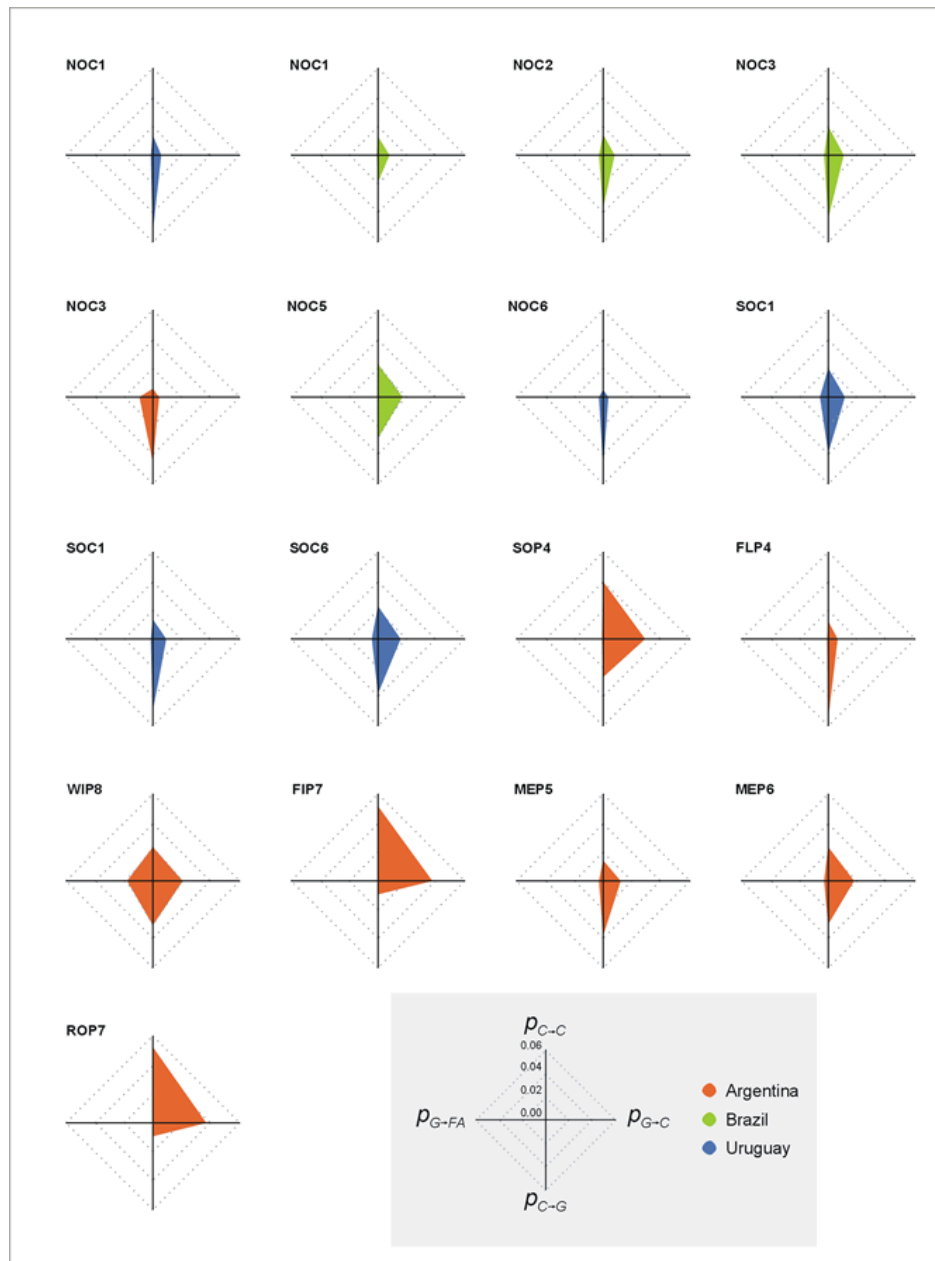 NOC1 NOC1 NOC2 NOC3
NOC3 NOC5 NOC6 SOC1
SOC1 SOC6 SOP4 FLP4
WIP8 FIP7 MEP5 MEP6
ROP7
pC→C
0.06
0.04
0.02
0.00
pG→FA
pG→C
pC→G
Argentina
Brazil
Uruguay